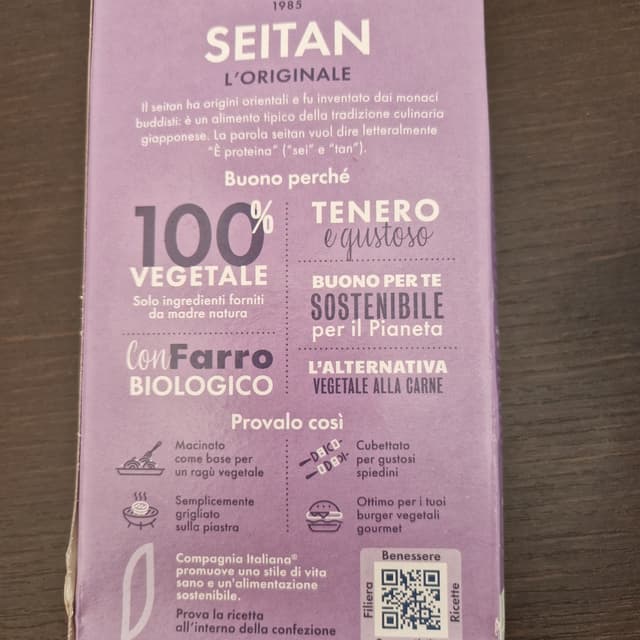 1985
SEITAN
L'ORIGINALE
Il seitan ha origini orientali e fu inventato dai monaci
buddisti: è un alimento tipico della tradizione culinaria
giapponese. La parola seitan vuol dire letteralmente
"È proteina" ("sei" e "tan").
Buono perché
100%
VEGETALE
Solo ingredienti forniti
da madre natura
TENERO
e gustoso
BUONO PER TE
SOSTENIBILE
per il Pianeta
Con Farro
BIOLOGICO
L'ALTERNATIVA
VEGETALE ALLA CARNE
Provalo così
Macinato
come base per
un ragù vegetale
Cubettato
per gustosi
spiedini
Semplicemente
grigliato
sulla piastra
Ottimo per i tuoi
burger vegetali
gourmet
Compagnia Italiana®
promuove uno stile di vita
sano e un'alimentazione
sostenibile.
Prova la ricetta
all'interno della confezione
Benessere
Filiera
Ricette